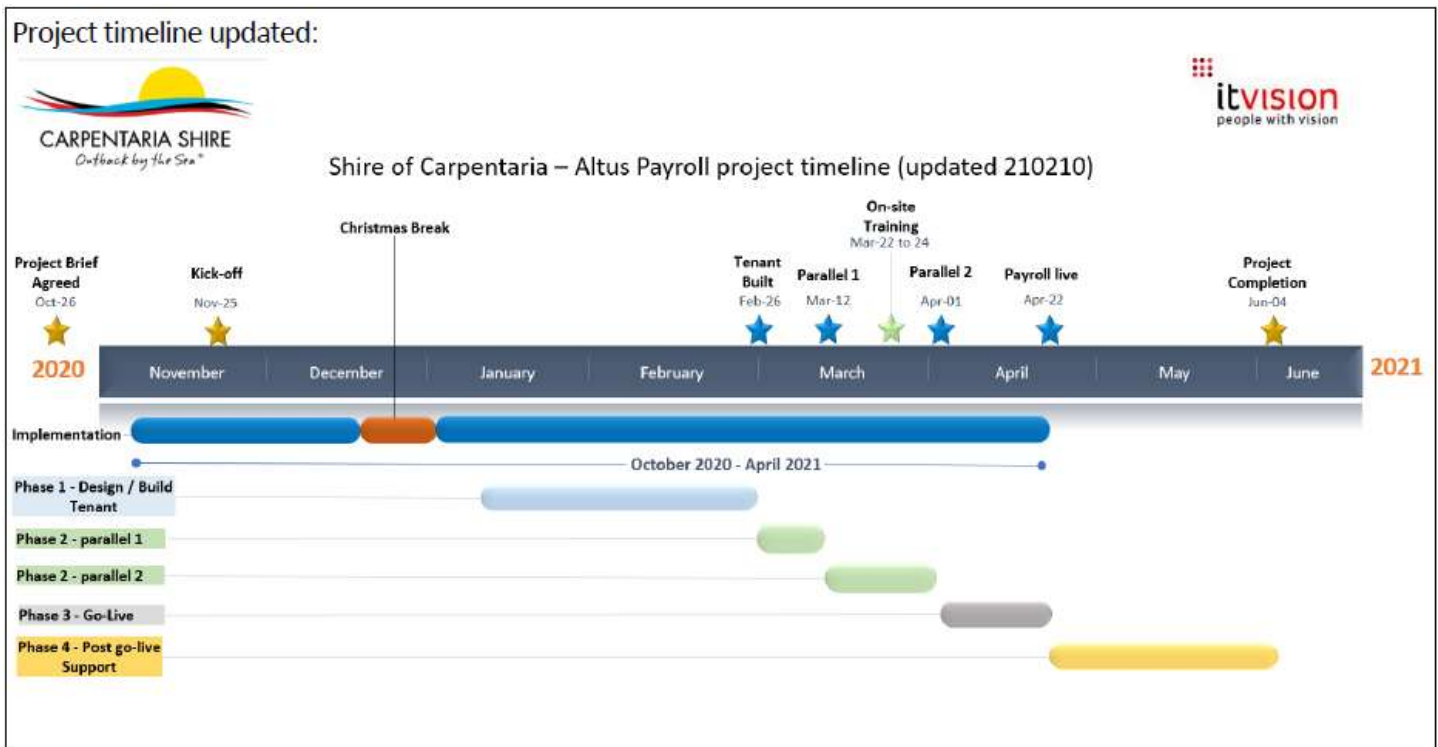 Project timeline updated:
CARPENTARIA SHIRE
Outback by the Sea®
itvision
people with vision
Shire of Carpentaria – Altus Payroll project timeline (updated 210210)
Project Brief
Agreed
Oct-26
Kick-off
Nov-25
Christmas Break
Tenant
Built
Feb-26
Parallel 1
Mar-12
On-site
Training
Mar-22 to 24
Parallel 2
Apr-01
Payroll live
Apr-22
Project
Completion
Jun-04
2020
November
December
January
February
March
April
May
June
2021
Implementation
October 2020 - April 2021
Phase 1 - Design / Build
Tenant
Phase 2 - parallel 1
Phase 2 - parallel 2
Phase 3 - Go-Live
Phase 4 - Post go-live
Support